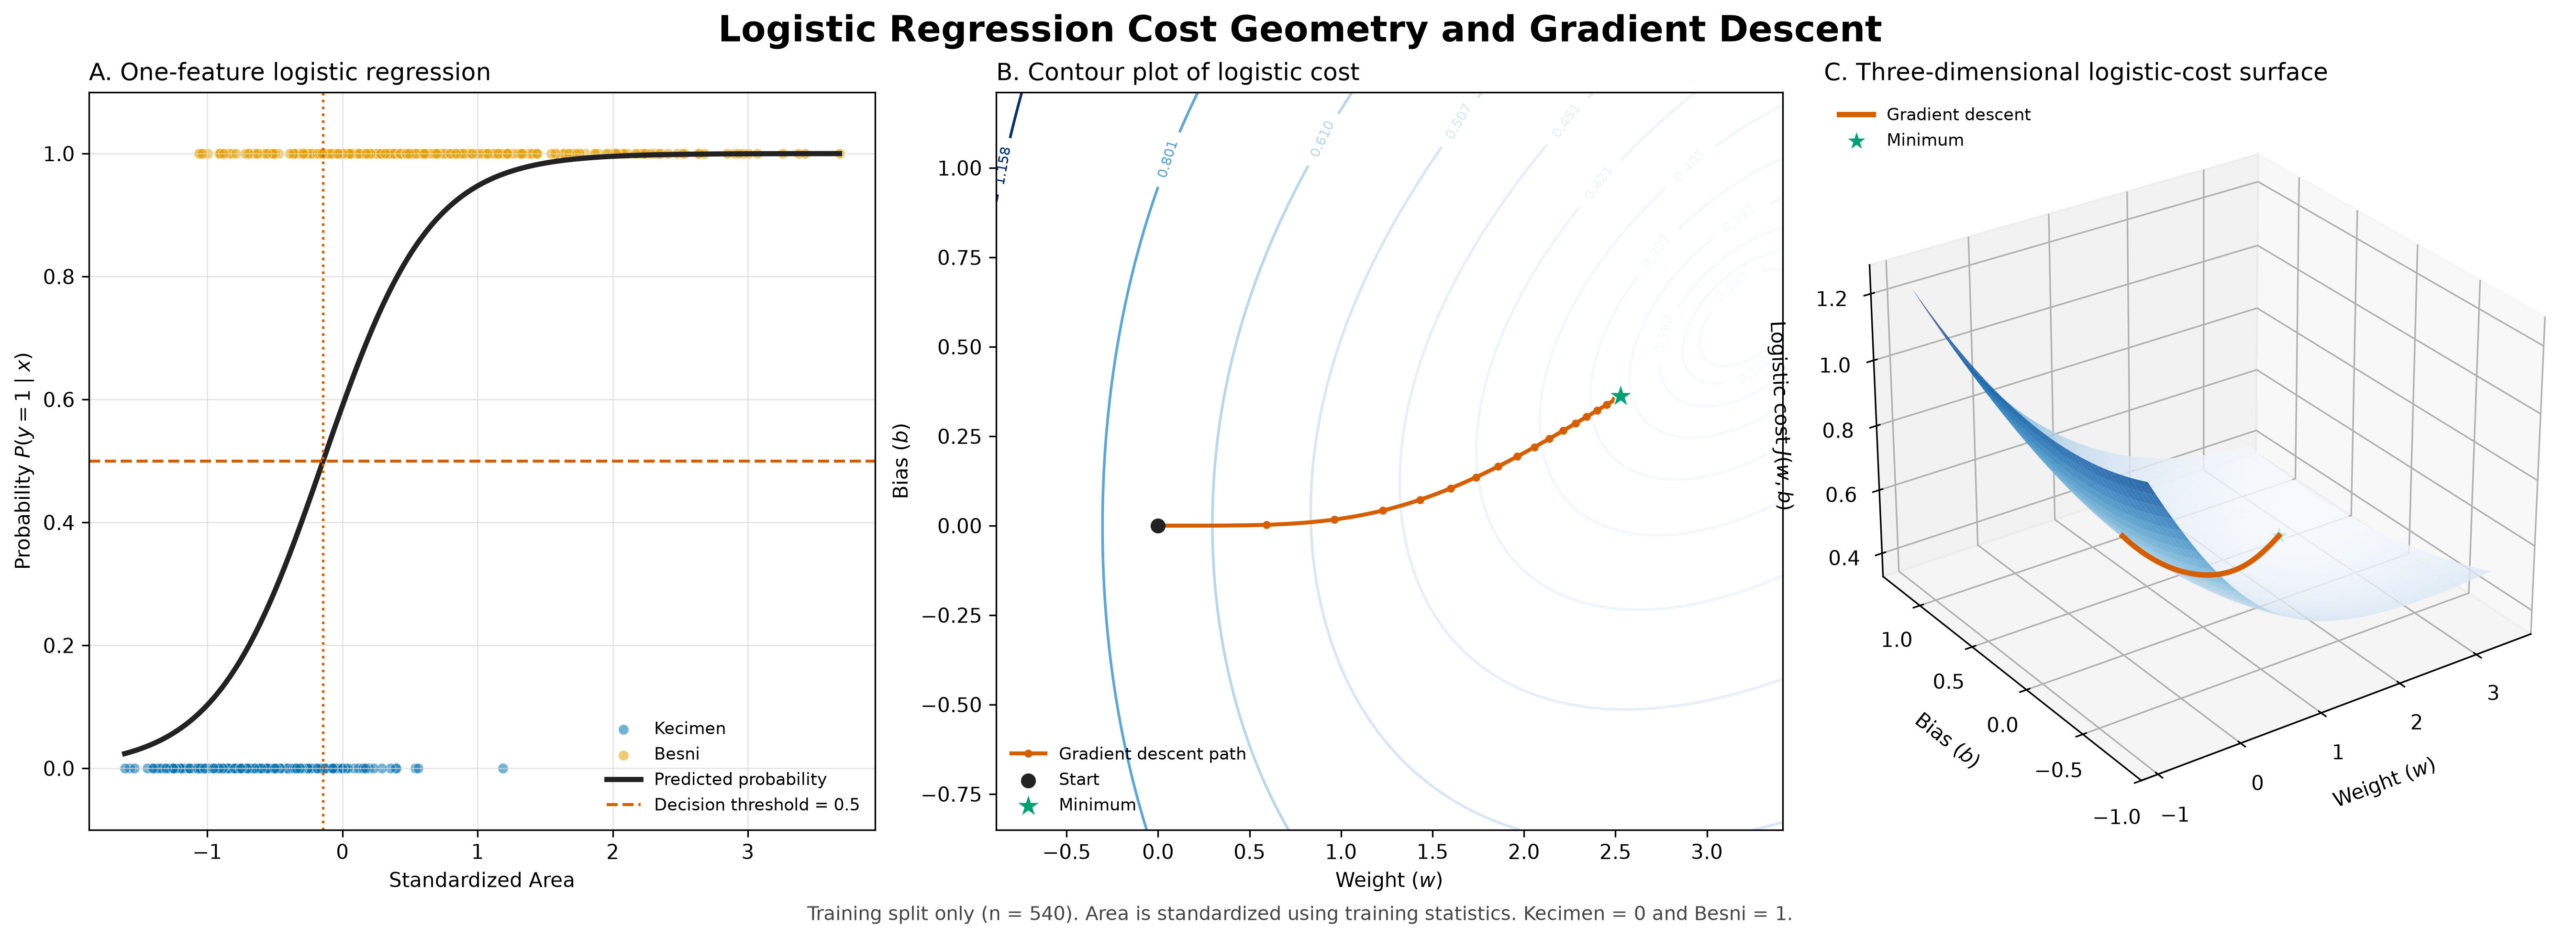 Logistic Regression Cost Geometry and Gradient Descent
A. One-feature logistic regression
Probability P(y = 1 | x)
1.0
0.8
0.6
0.4
0.2
0.0
Kecimen
Besni
Predicted probability
Decision threshold = 0.5
−1 0 1 2 3
Standardized Area
B. Contour plot of logistic cost
Bias (b)
1.00
0.75
0.50
0.25
0.00
−0.25
−0.50
−0.75
1.158
0.801
0.610
0.507
0.451
0.421
0.405
0.397
0.392
Gradient descent path
Start
Minimum
−0.5 0.0 0.5 1.0 1.5 2.0 2.5 3.0
Weight (w)
C. Three-dimensional logistic-cost surface
Gradient descent
Minimum
Logistic cost J(w, b)
1.2
1.0
0.8
0.6
0.4
1.0
0.5
0.0
−0.5
−1.0
Bias (b)
−1
0
1
2
3
Weight (w)
Training split only (n = 540). Area is standardized using training statistics. Kecimen = 0 and Besni = 1.